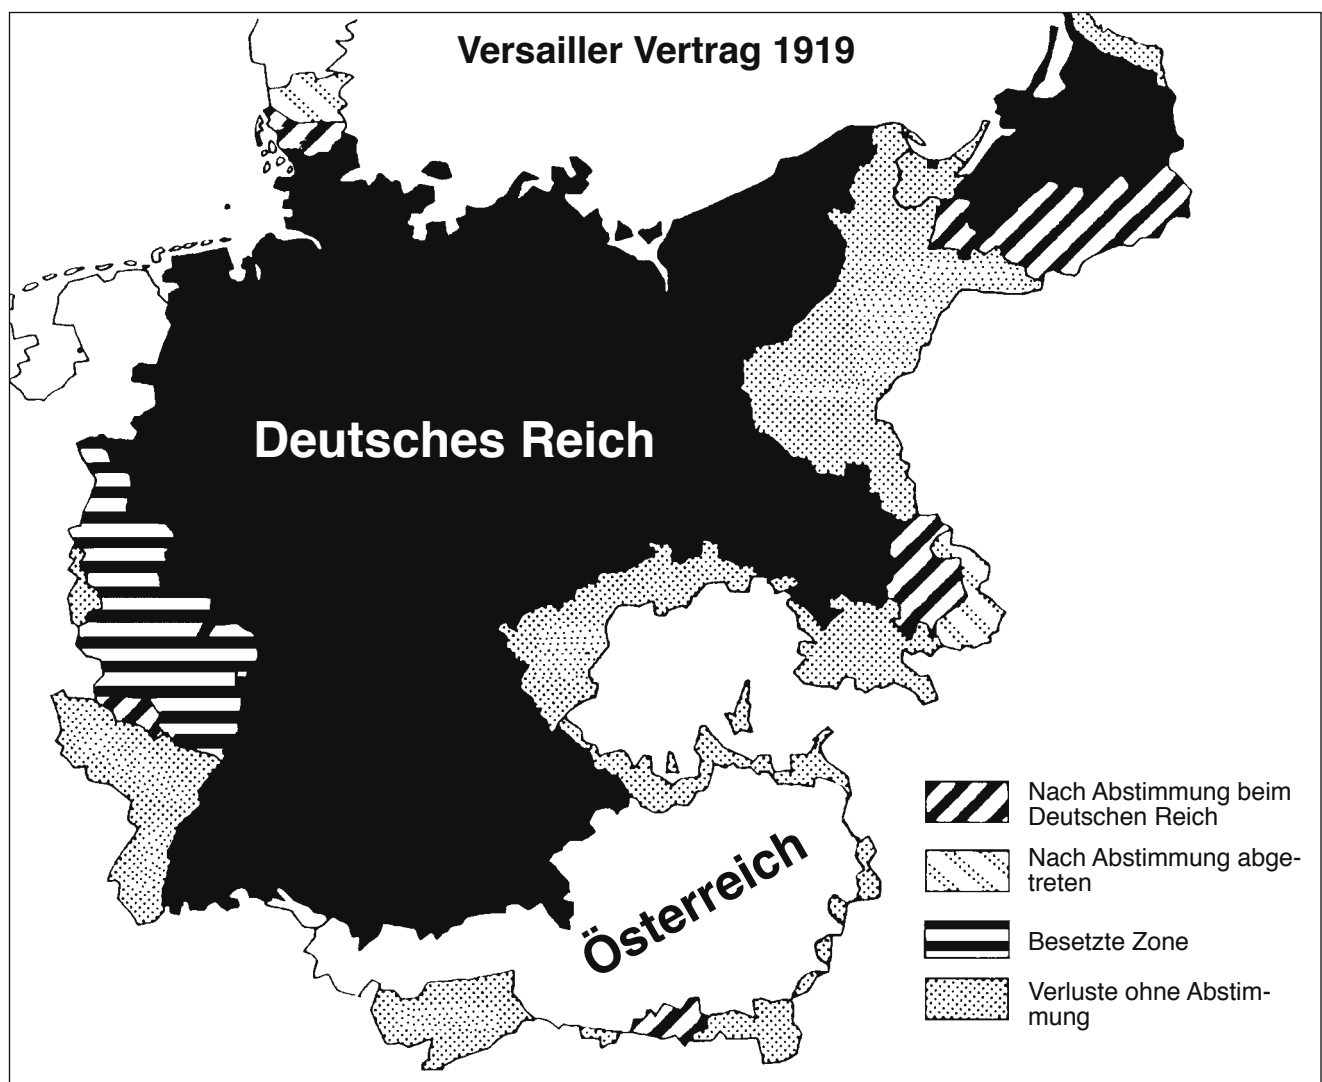 Versailler Vertrag 1919
Deutsches Reich
Österreich
Nach Abstimmung beim
Deutschen Reich
Nach Abstimmung abge-
treten
Besetzte Zone
Verluste ohne Abstim-
mung